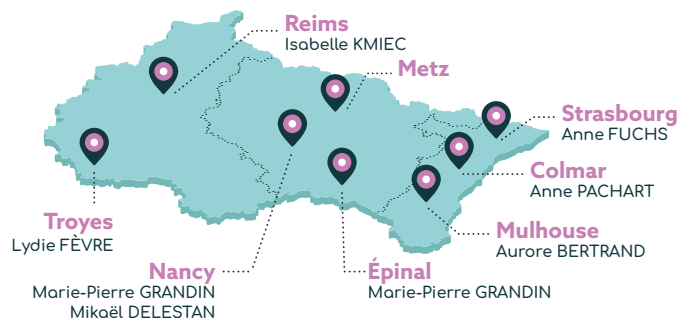 Reims
Isabelle KMIEC
Metz
Strasbourg
Anne FUCHS
Colmar
Anne PACHART
Mulhouse
Aurore BERTRAND
Troyes
Lydie FÈVRE
Nancy
Marie-Pierre GRANDIN
Mikaël DELESTAN
Épinal
Marie-Pierre GRANDIN